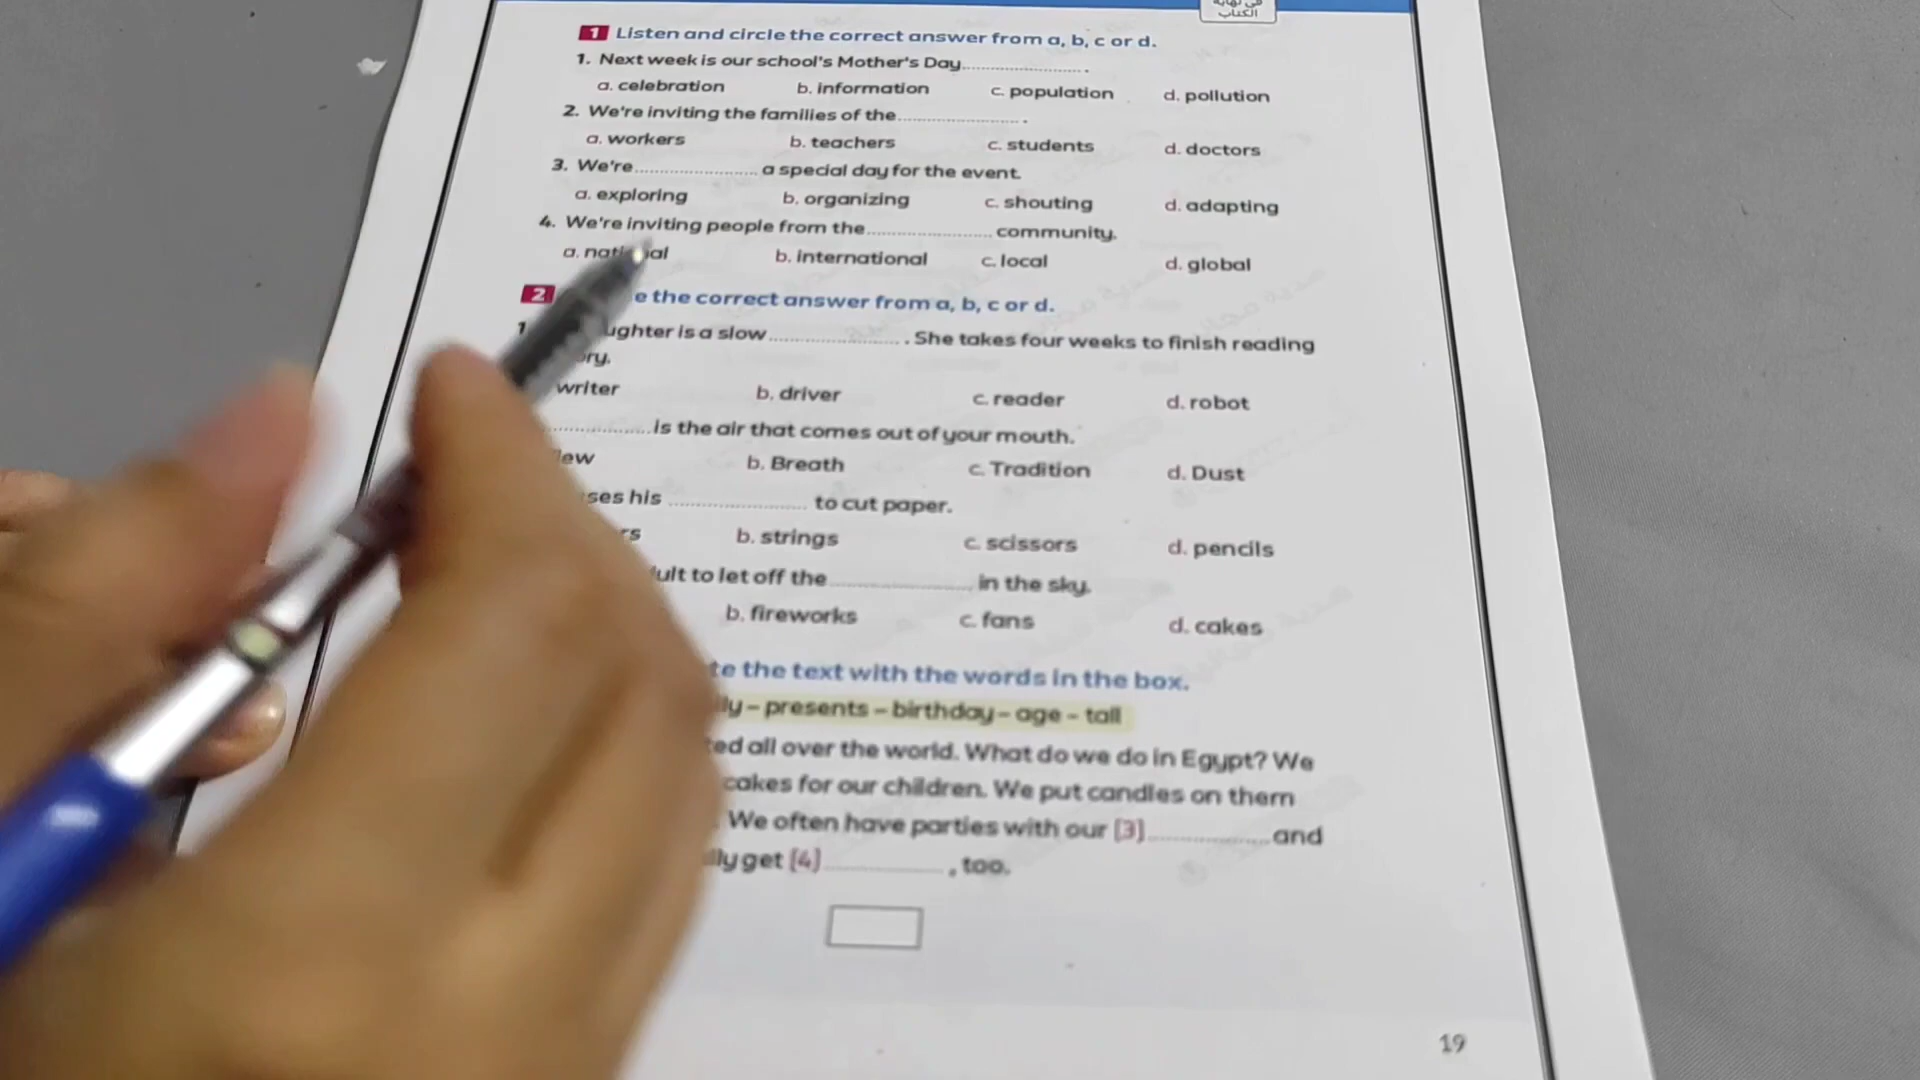 في نهاية
الكتاب
1 Listen and circle the correct answer from a, b, c or d.
1. Next week is our school's Mother's Day..............................
a. celebration b. information c. population d. pollution
2. We're inviting the families of the..............................
a. workers b. teachers c. students d. doctors
3. We're.............................. a special day for the event.
a. exploring b. organizing c. shouting d. adapting
4. We're inviting people from the.............................. community.
a. national b. international c. local d. global
2 the correct answer from a, b, c or d.
1 is a slow.............................. . She takes four weeks to finish reading
writer b. driver c. reader d. robot
..............................is the air that comes out of your mouth.
b. Breath c. Tradition d. Dust
his .............................. to cut paper.
b. strings c. scissors d. pencils
to let off the.............................. in the sky.
b. fireworks c. fans d. cakes
the text with the words in the box.
– presents – birthday – age – tall
all over the world. What do we do in Egypt? We
cakes for our children. We put candles on them
. We often have parties with our (3)..............................and
get (4).............................., too.
19